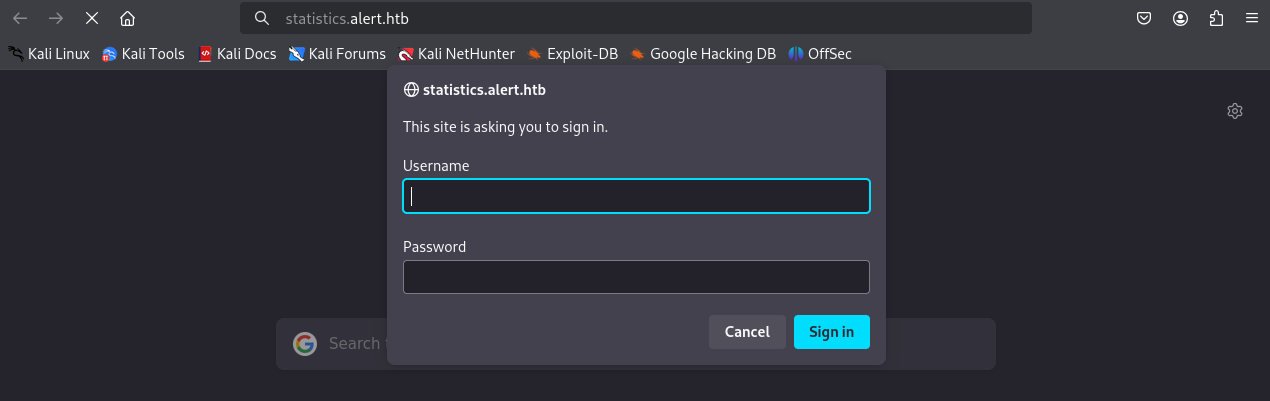 statistics.alert.htb
Kali Linux Kali Tools Kali Docs Kali Forums Kali NetHunter Exploit-DB Google Hacking DB OffSec
statistics.alert.htb
This site is asking you to sign in.
Username
Password
Cancel Sign in
Search